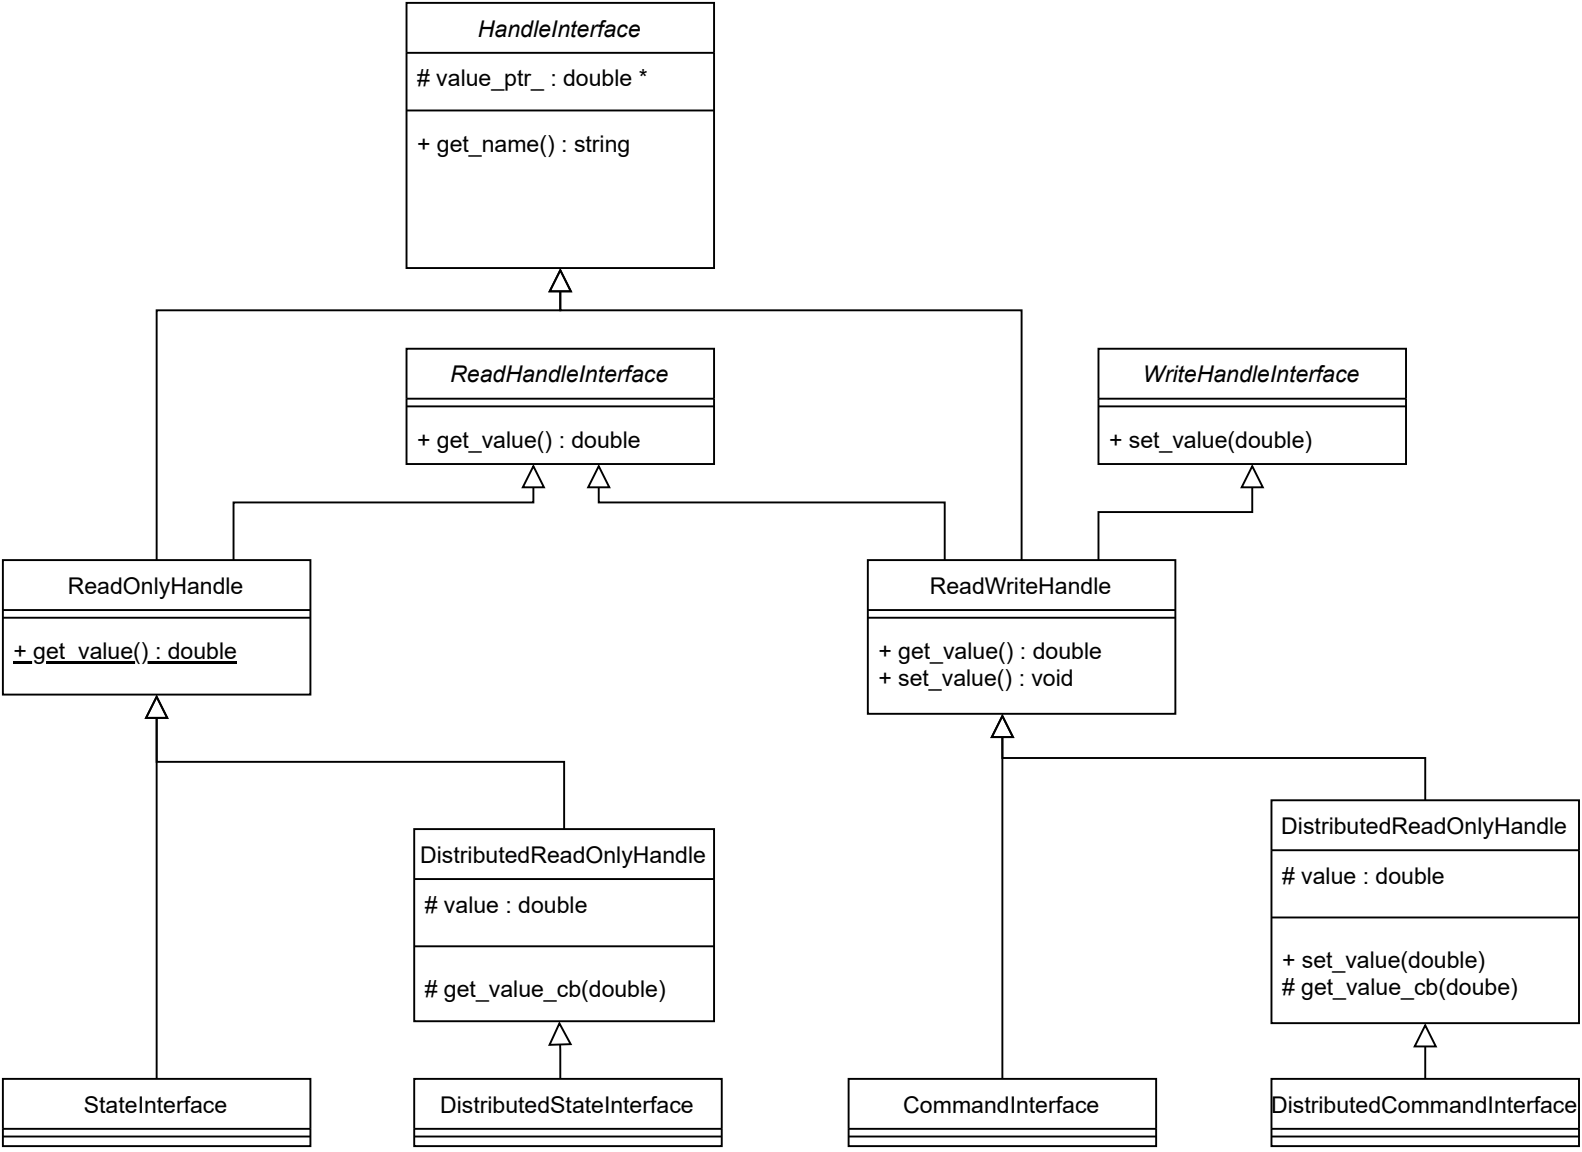 HandleInterface
# value_ptr_ : double *
+ get_name() : string
ReadHandleInterface
+ get_value() : double
WriteHandleInterface
+ set_value(double)
ReadOnlyHandle
+ get_value() : double
ReadWriteHandle
+ get_value() : double
+ set_value() : void
DistributedReadOnlyHandle
# value : double
# get_value_cb(double)
DistributedReadOnlyHandle
# value : double
+ set_value(double)
# get_value_cb(doube)
StateInterface
DistributedStateInterface
CommandInterface
DistributedCommandInterface